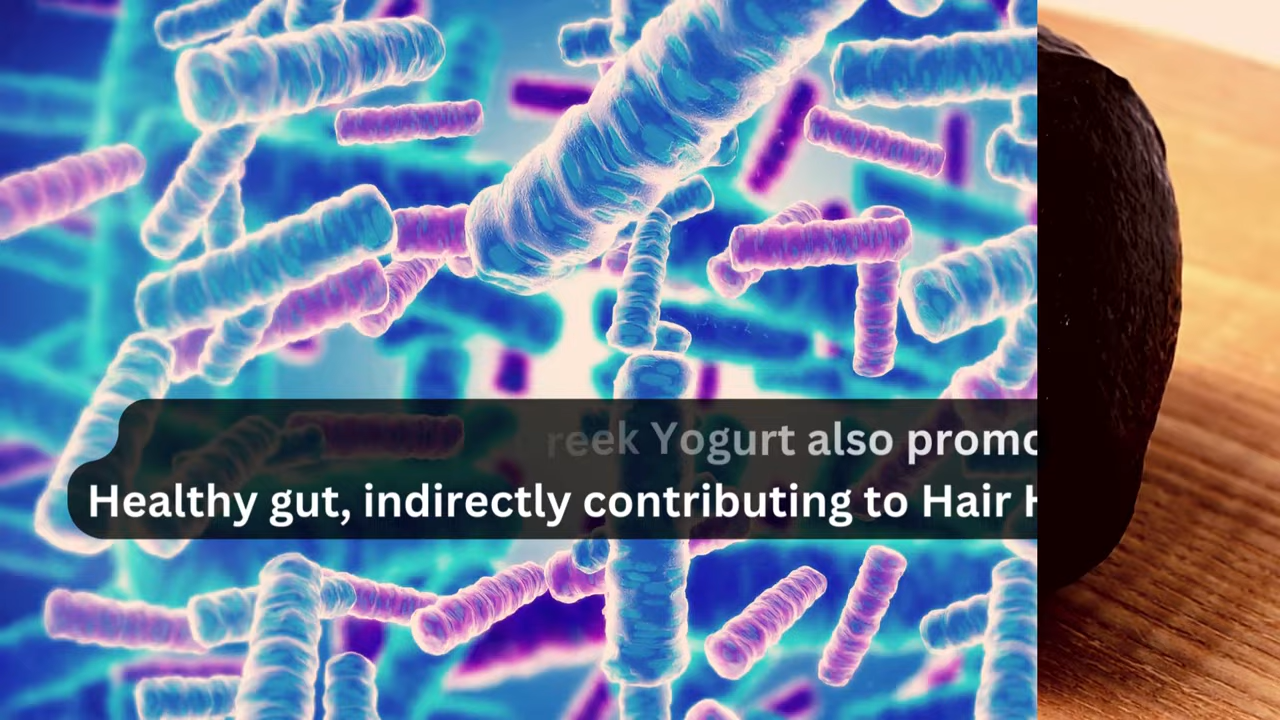 reek Yogurt also promo
Healthy gut, indirectly contributing to Hair H